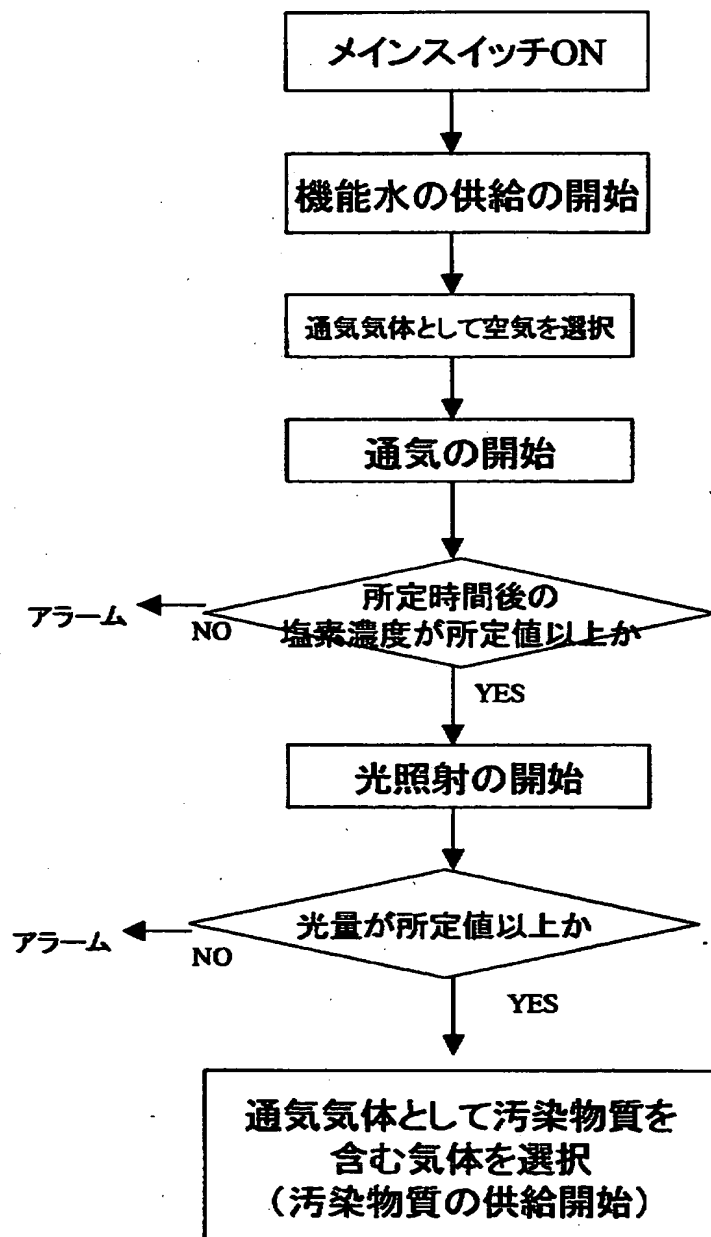 メインスイッチON
機能水の供給の開始
通気気体として空気を選択
通気の開始
所定時間後の
塩素濃度が所定値以上か
アラーム
NO
YES
光照射の開始
光量が所定値以上か
アラーム
NO
YES
通気気体として汚染物質を
含む気体を選択
（汚染物質の供給開始）